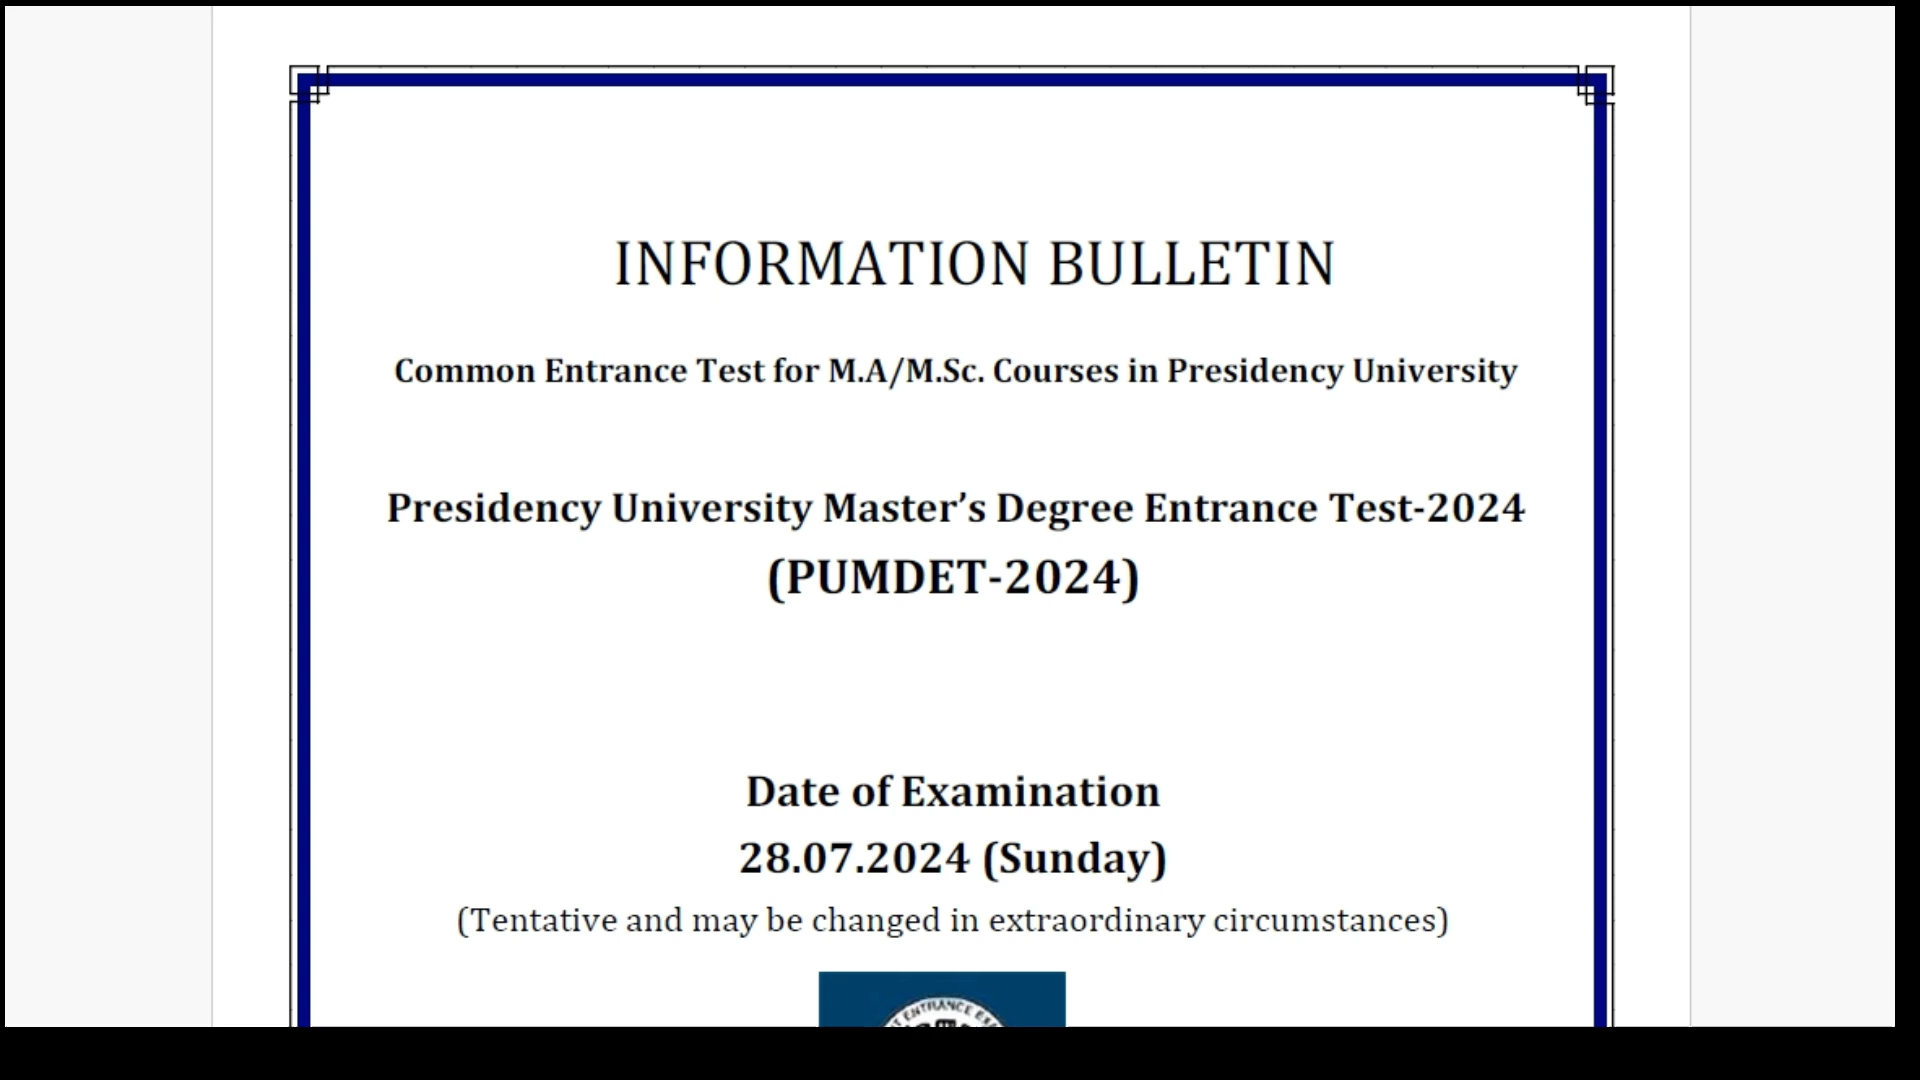 INFORMATION BULLETIN
Common Entrance Test for M.A/M.Sc. Courses in Presidency University
Presidency University Master’s Degree Entrance Test-2024
(PUMDET-2024)
Date of Examination
28.07.2024 (Sunday)
(Tentative and may be changed in extraordinary circumstances)
ENTRANCE